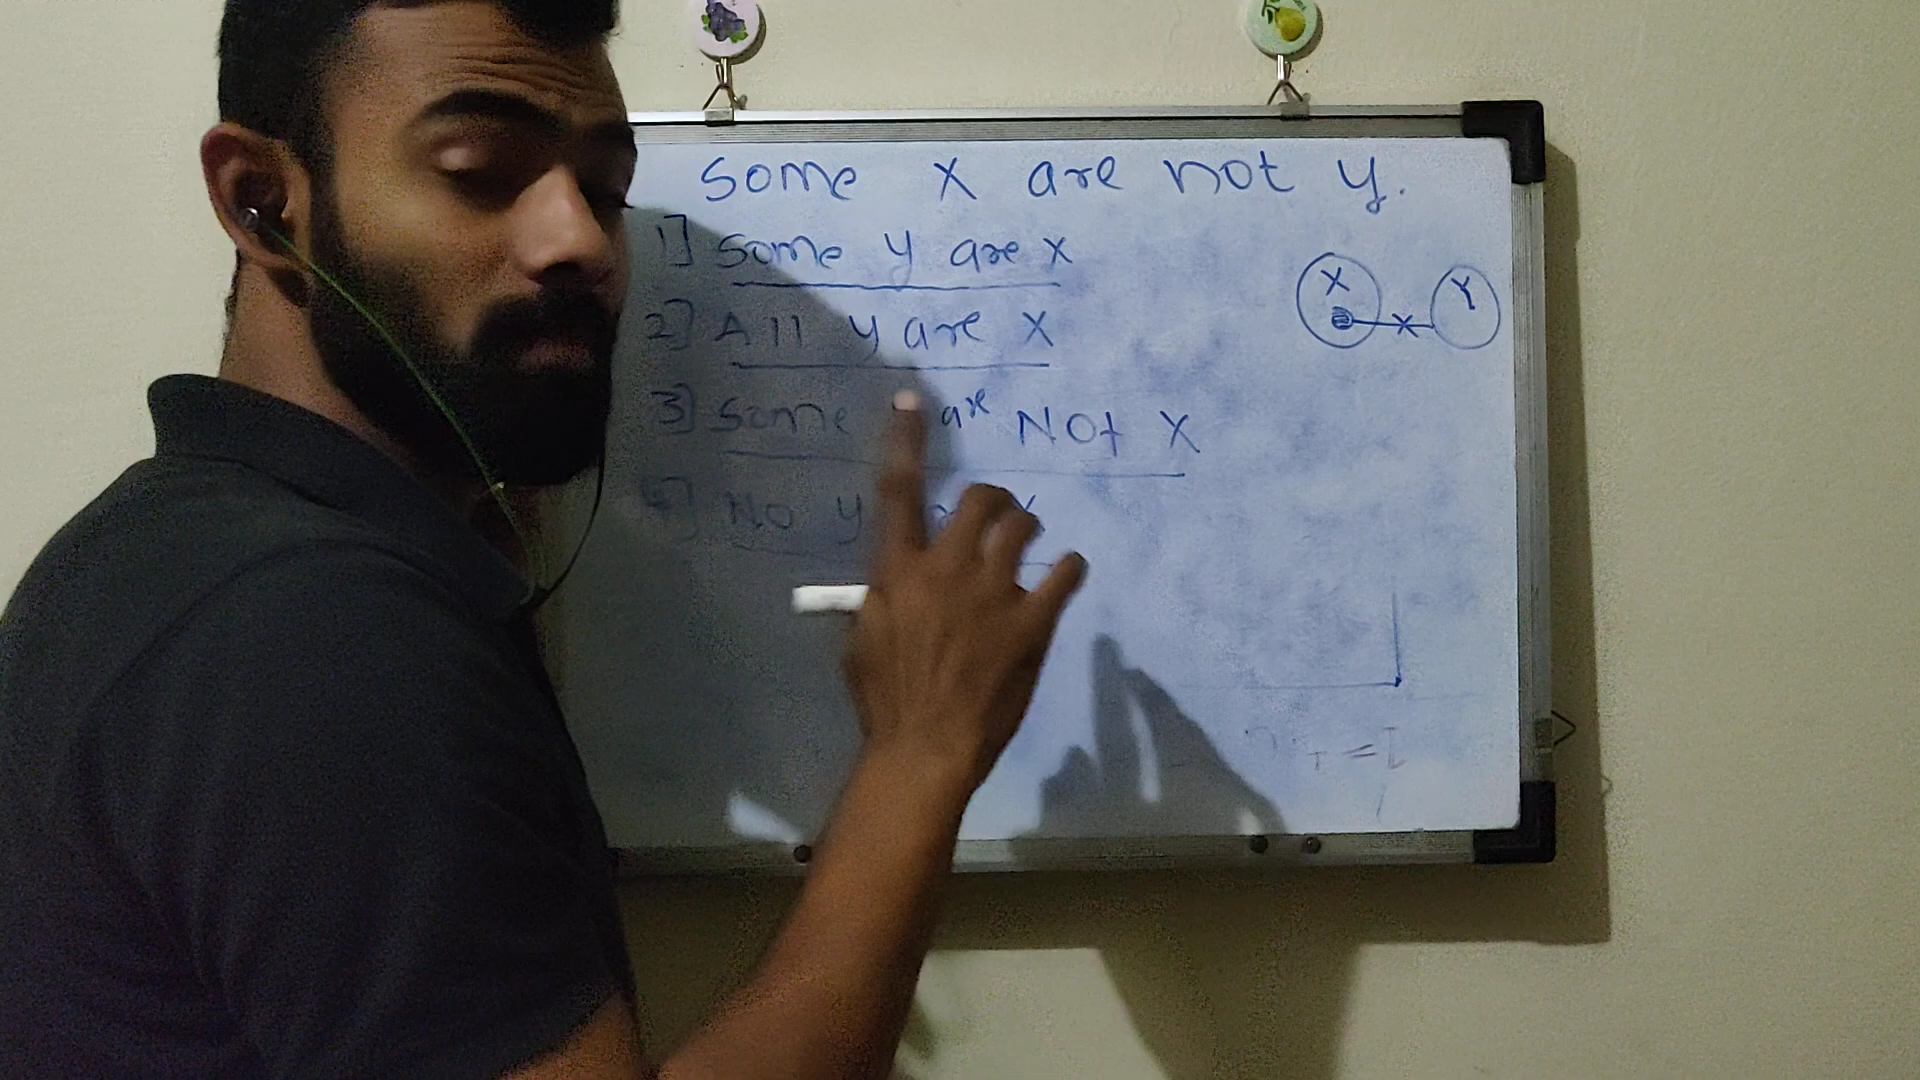 Some X are not y.
1] Some y are X
2] All y are X
3] Some are Not X
4] No y X
X Y